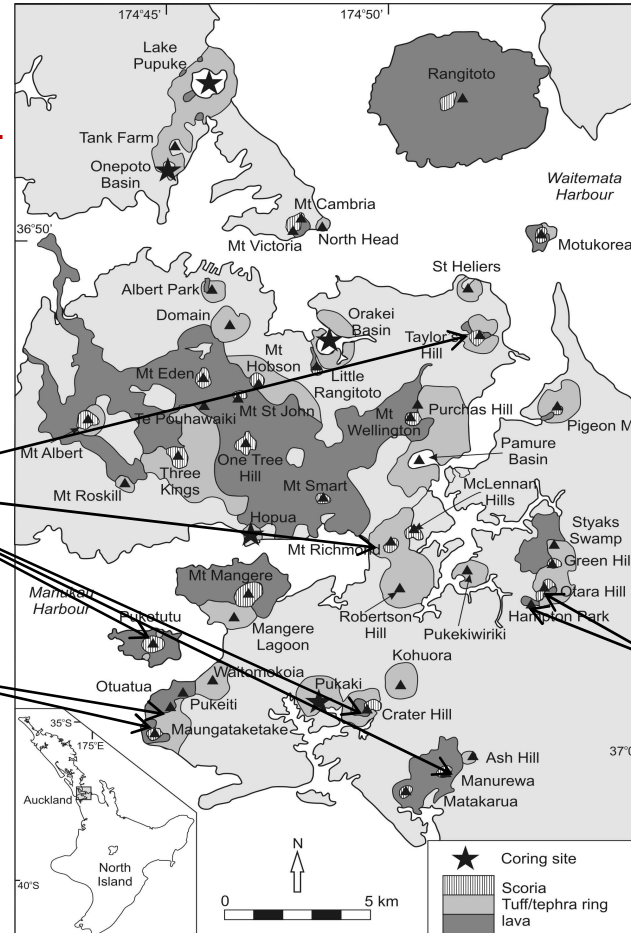 174°45'
174°50'
Lake
Pupuke
Rangitoto
Tank Farm
Onepoto
Basin
Waitemata
Harbour
Mt Cambria
36°50'
Mt Victoria
North Head
Motukorea
St Heliers
Albert Park
Orakei
Basin
Domain
Taylor's
Hill
Mt
Hobson
Mt Eden
Little
Rangitoto
Mt St John
Te Pouhawaiki
Mt
Wellington
Purchas Hill
Pigeon M
Mt Albert
Pamure
Basin
Three
Kings
One Tree
Hill
McLennan
Hills
Mt Roskill
Mt Smart
Hopua
Styaks
Swamp
Mt Richmond
Green Hill
Mt Mangere
Otara Hill
Manukau
Harbour
Hampton Park
Robertson
Hill
Puketutu
Mangere
Lagoon
Pukekiwiriki
Kohuora
Waitomokoia
Otuatua
Pukaki
Pukeiti
Crater Hill
Maungataketake
35°S
175°E
Ash Hill
37°0
Manurewa
Auckland
Matakarua
N
North
Island
Coring site
40°S
Scoria
0
5 km
Tuff/tephra ring
lava